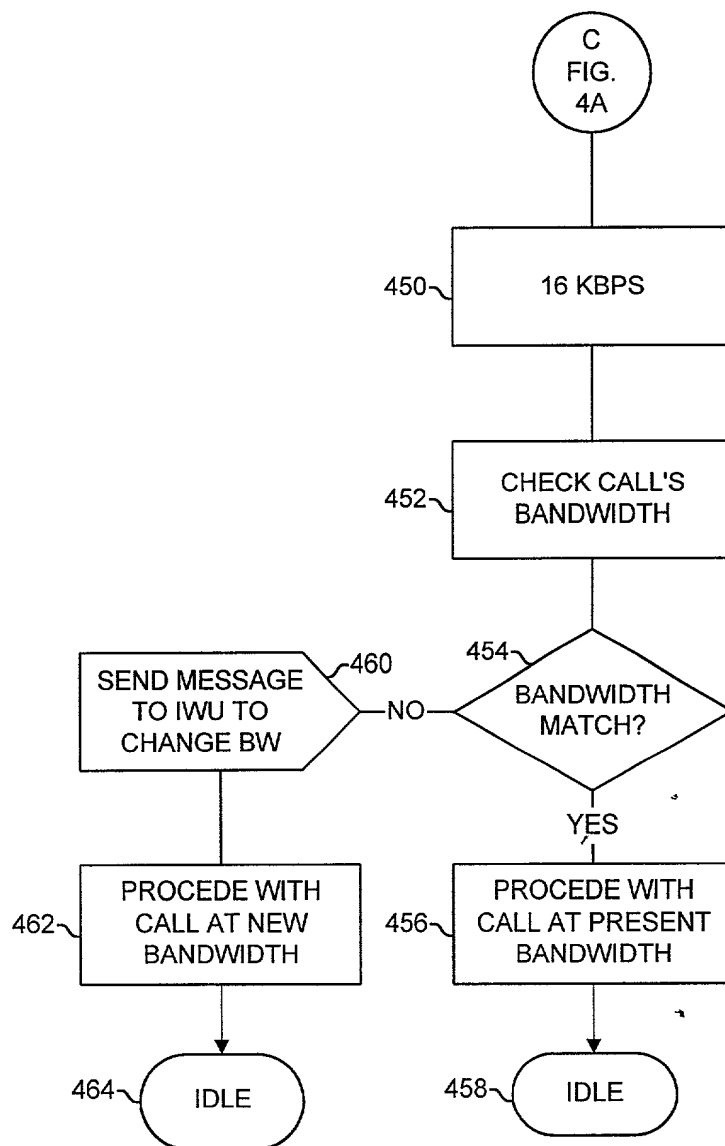 C
FIG.
4A
450
16 KBPS
452
CHECK CALL'S
BANDWIDTH
454
BANDWIDTH
MATCH?
NO
460
SEND MESSAGE
TO IWU TO
CHANGE BW
YES
462
PROCEDE WITH
CALL AT NEW
BANDWIDTH
456
PROCEDE WITH
CALL AT PRESENT
BANDWIDTH
464
IDLE
458
IDLE